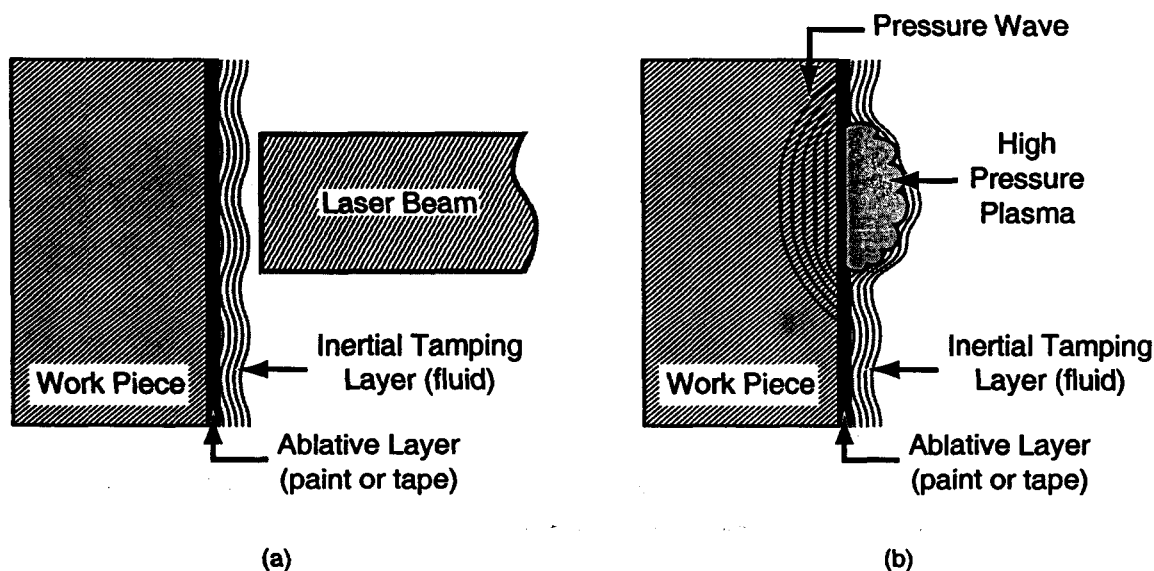 Laser Beam
Inertial Tamping
Layer (fluid)
Work Piece
Ablative Layer
(paint or tape)
(a)
Pressure Wave
High
Pressure
Plasma
Inertial Tamping
Layer (fluid)
Work Piece
Ablative Layer
(paint or tape)
(b)